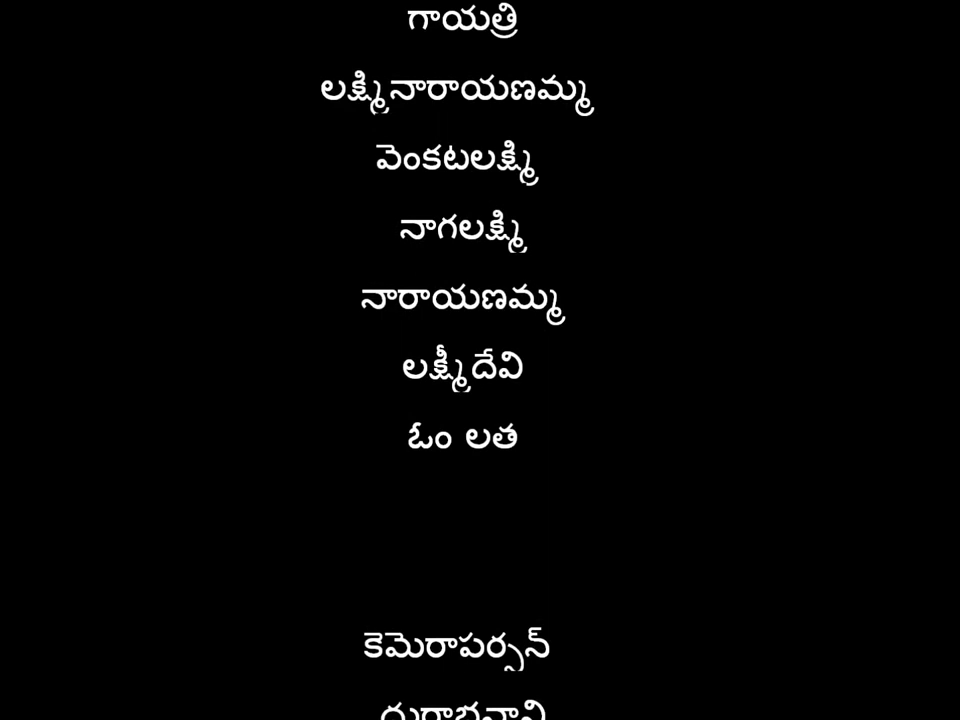 గాయత్రి
లక్ష్మినారాయణమ్మ
వెంకటలక్ష్మి
నాగలక్ష్మి
నారాయణమ్మ
లక్ష్మీదేవి
ఓం లత
కెమెరాపర్సన్